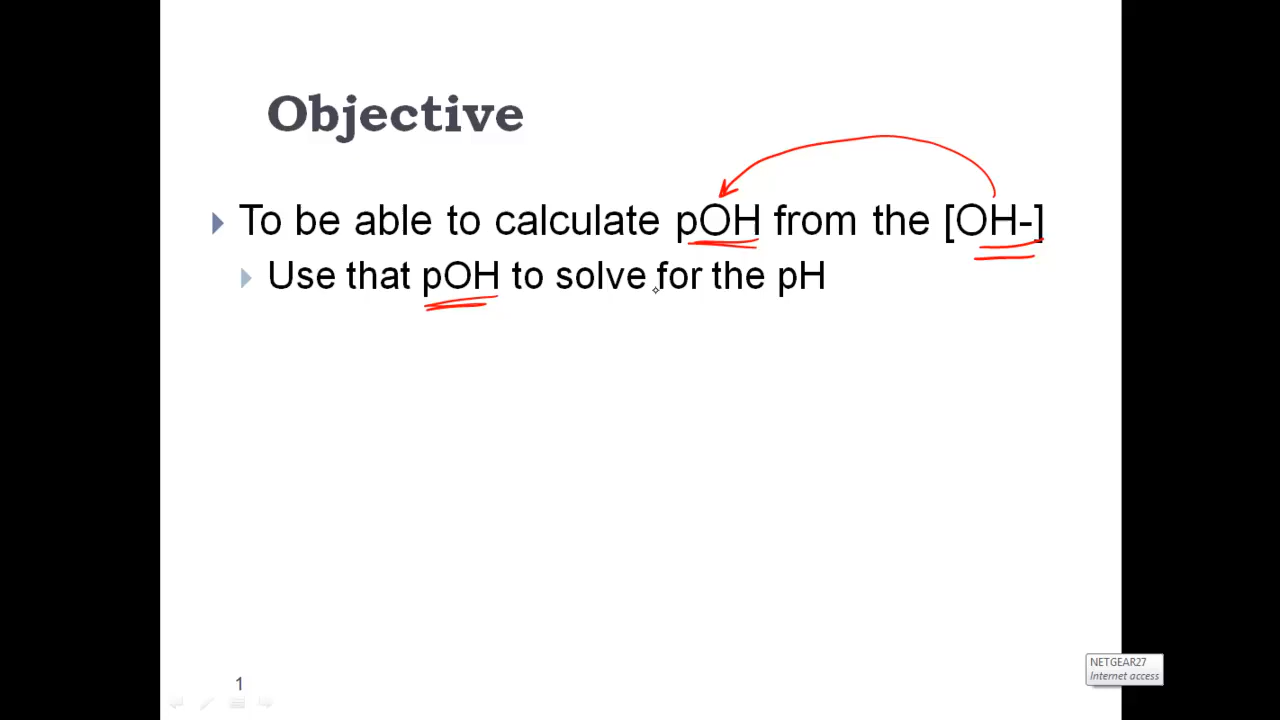 Objective
To be able to calculate pOH from the [OH-]
Use that pOH to solve for the pH
1
NETGEAR27
Internet access